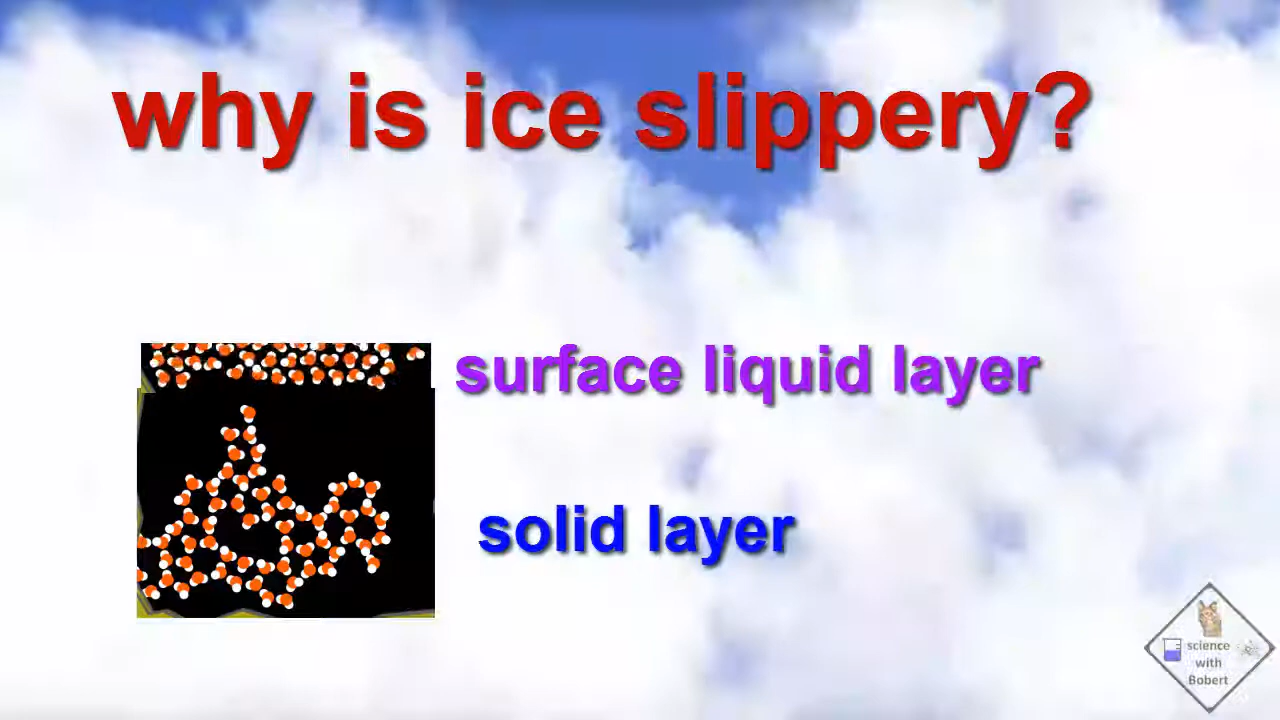 why is ice slippery?
surface liquid layer
solid layer
science
with
Bobert